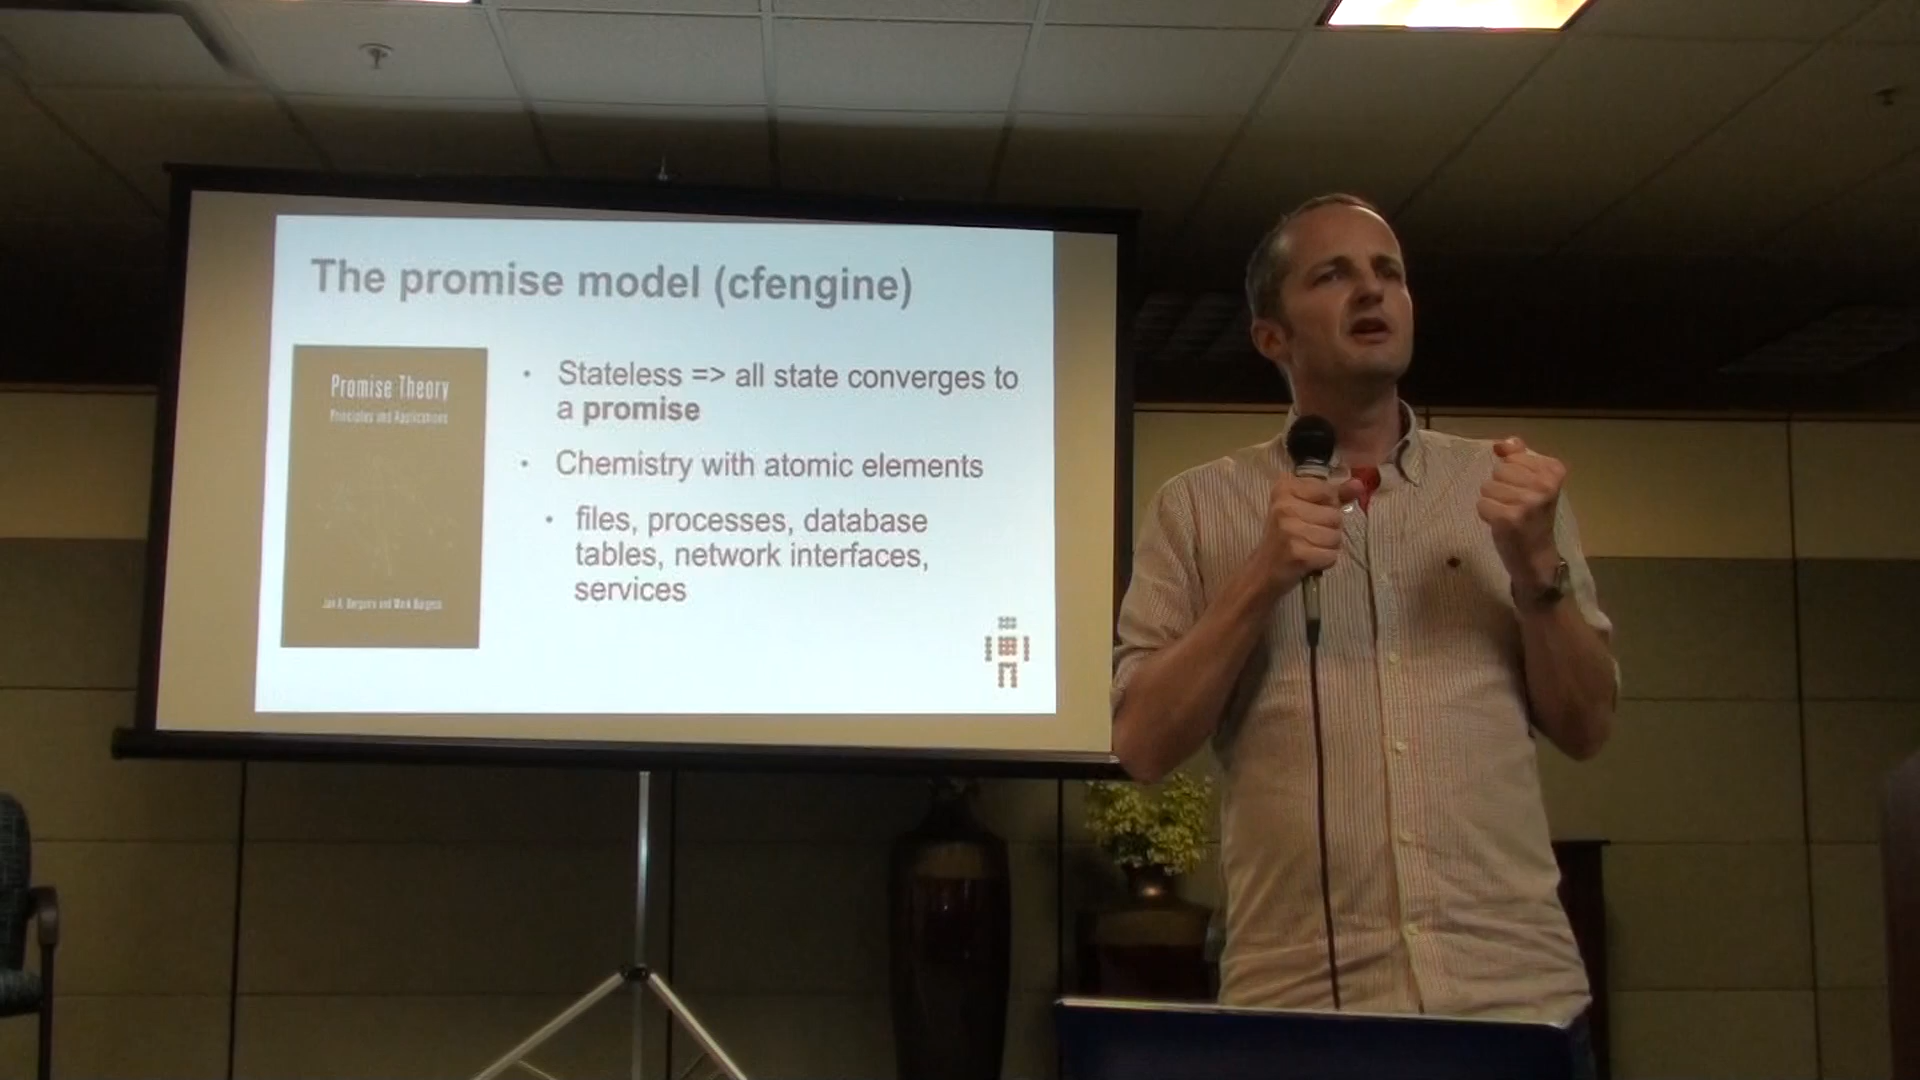 The promise model (cfengine)
Promise Theory
Principles and Applications
Jan A. Bergstra and Mark Burgess
• Stateless => all state converges to
a promise
• Chemistry with atomic elements
• files, processes, database
tables, network interfaces,
services